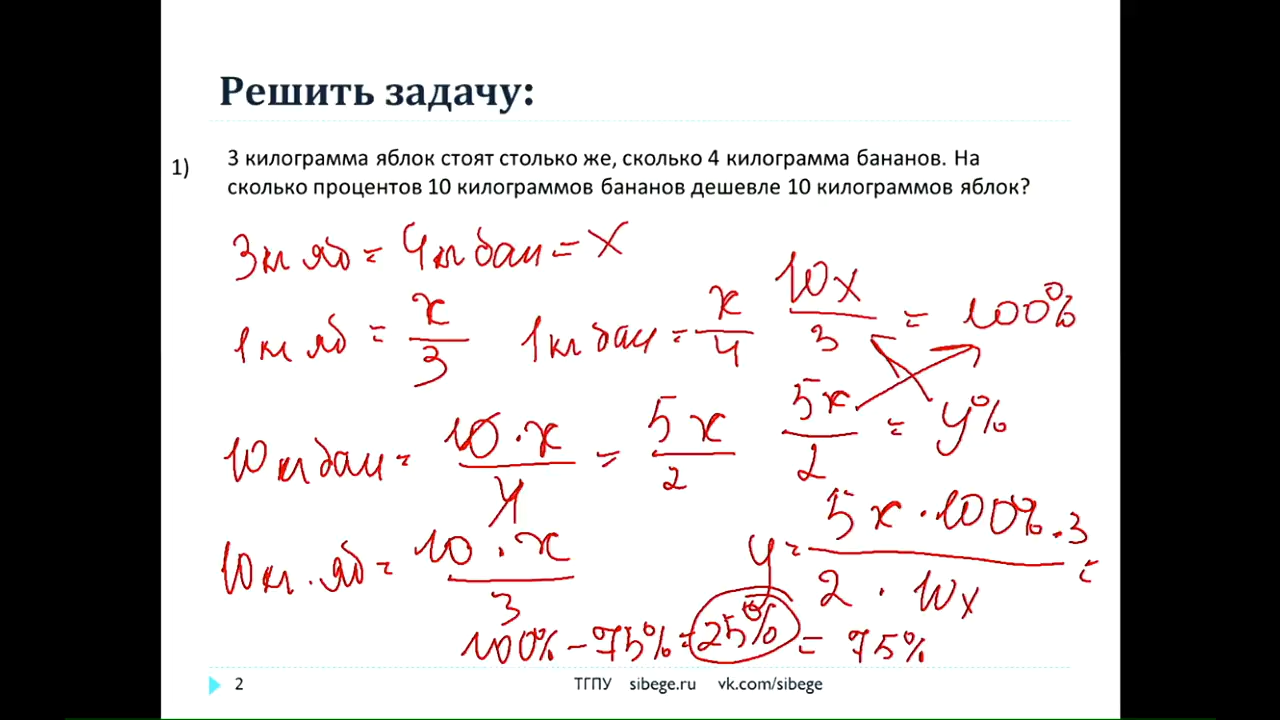 Решить задачу:
1) 3 килограмма яблок стоят столько же, сколько 4 килограмма бананов. На
сколько процентов 10 килограммов бананов дешевле 10 килограммов яблок?
3кг яб = 4кг бан = x
1кг яб = x/3 1кг бан = x/4 10x/3 = 100%
10кг бан = 10·x/4 = 5x/2 5x/2 = y%
10кг. яб = 10·x/3 y = 5x·100%·3/2·10x =
100% - 75% = 25% = 75%
2 ТГПУ sibege.ru vk.com/sibege